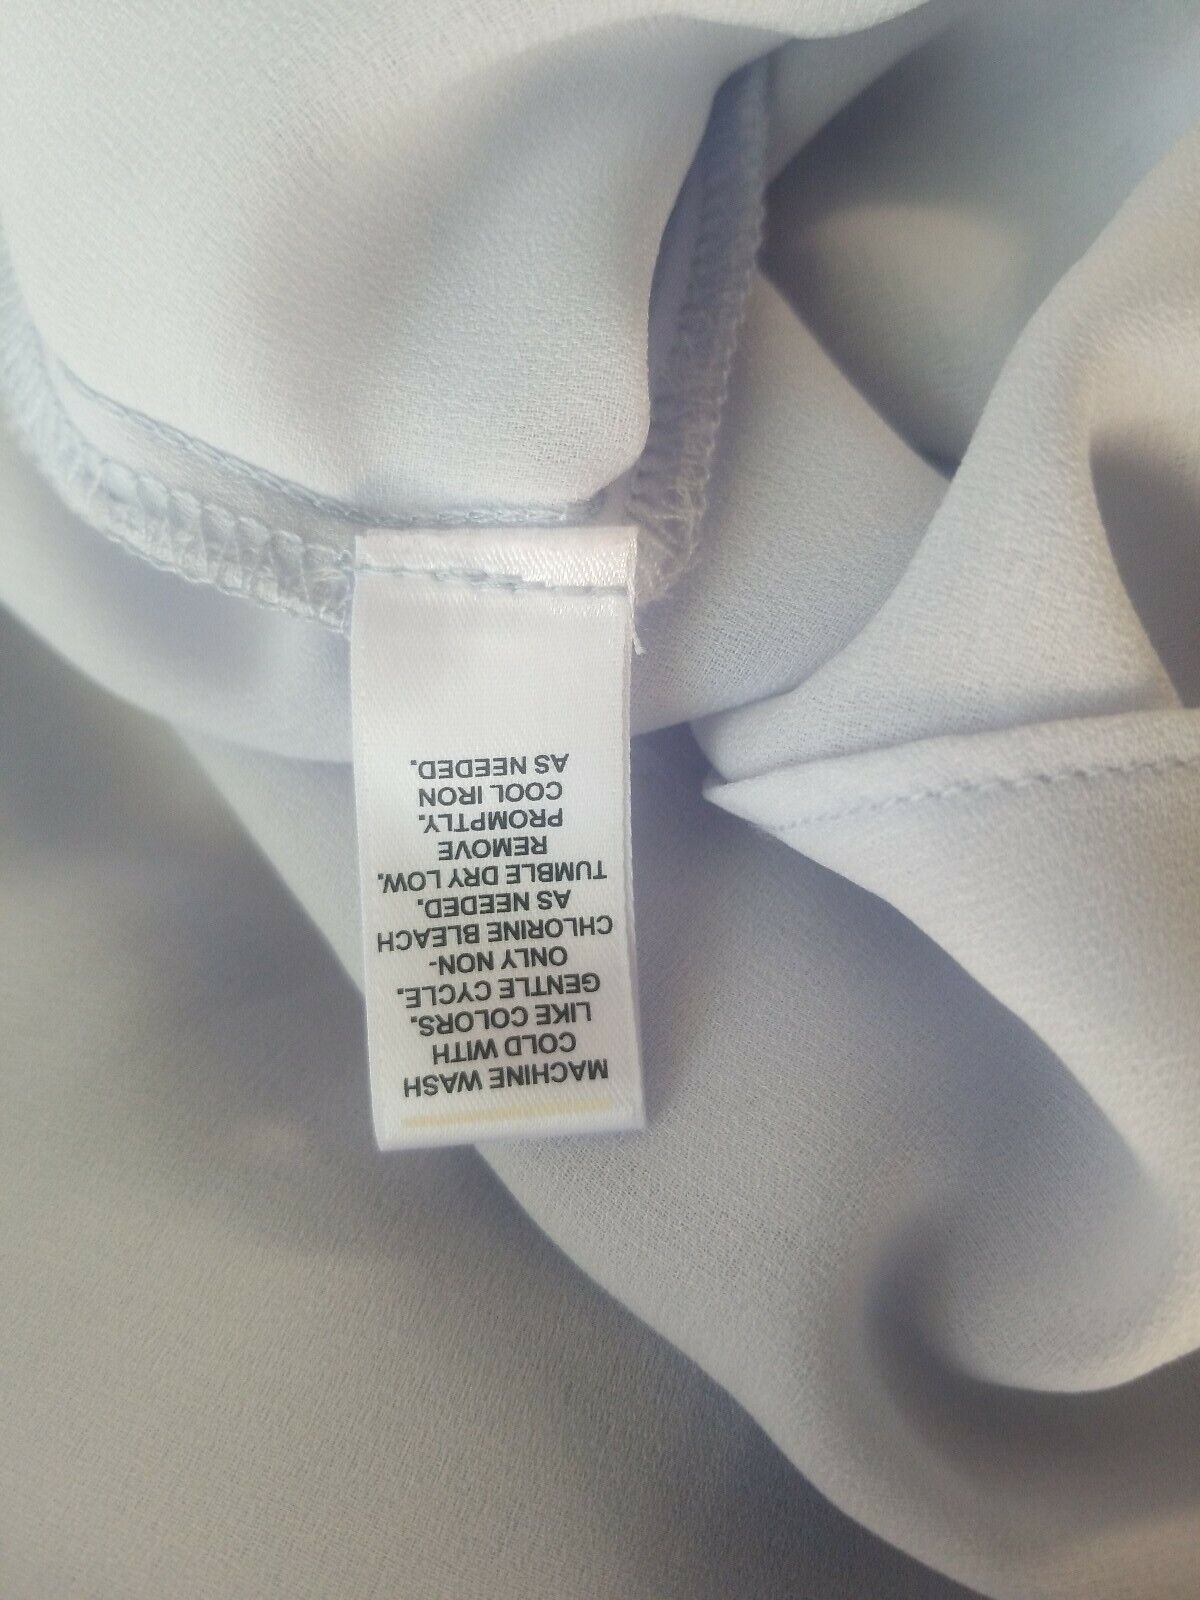 MACHINE WASH
COLD WITH
LIKE COLORS.
GENTLE CYCLE.
ONLY NON-
CHLORINE BLEACH
AS NEEDED.
TUMBLE DRY LOW.
REMOVE
PROMPTLY.
COOL IRON
AS NEEDED.